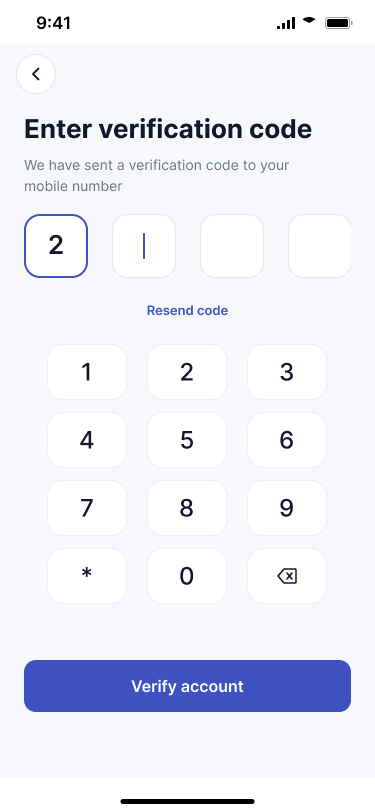 9:41
Enter verification code
We have sent a verification code to your
mobile number
2
Resend code
1 2 3
4 5 6
7 8 9
* 0
Verify account